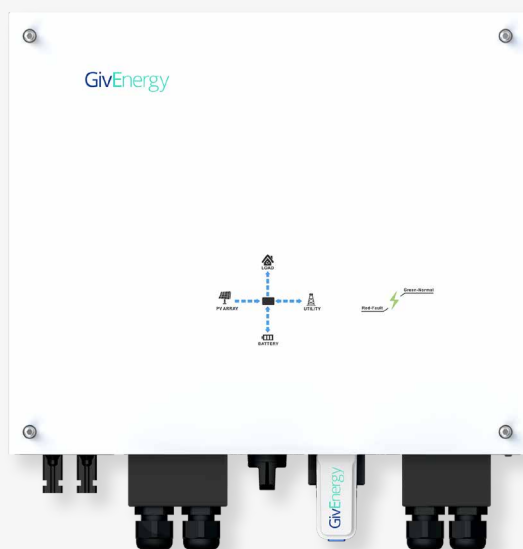 GivEnergy
LOAD
PV ARRAY
UTILITY
BATTERY
Green-Normal
Red-Fault
GivEnergy